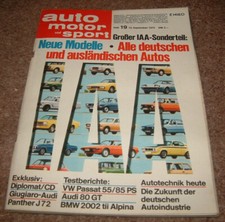 auto
motor
sport
Großer IAA-Sonderteil:
Neue Modelle • Alle deutschen
und ausländischen Autos
IAA
Exklusiv:
Diplomat/CD
Giugiaro-Audi
Panther J72
Testberichte:
VW Passat 55/85 PS
Audi 80 GT
BMW 2002 tii Alpina
Autotechnik heute
Die Zukunft der
deutschen
Autoindustrie